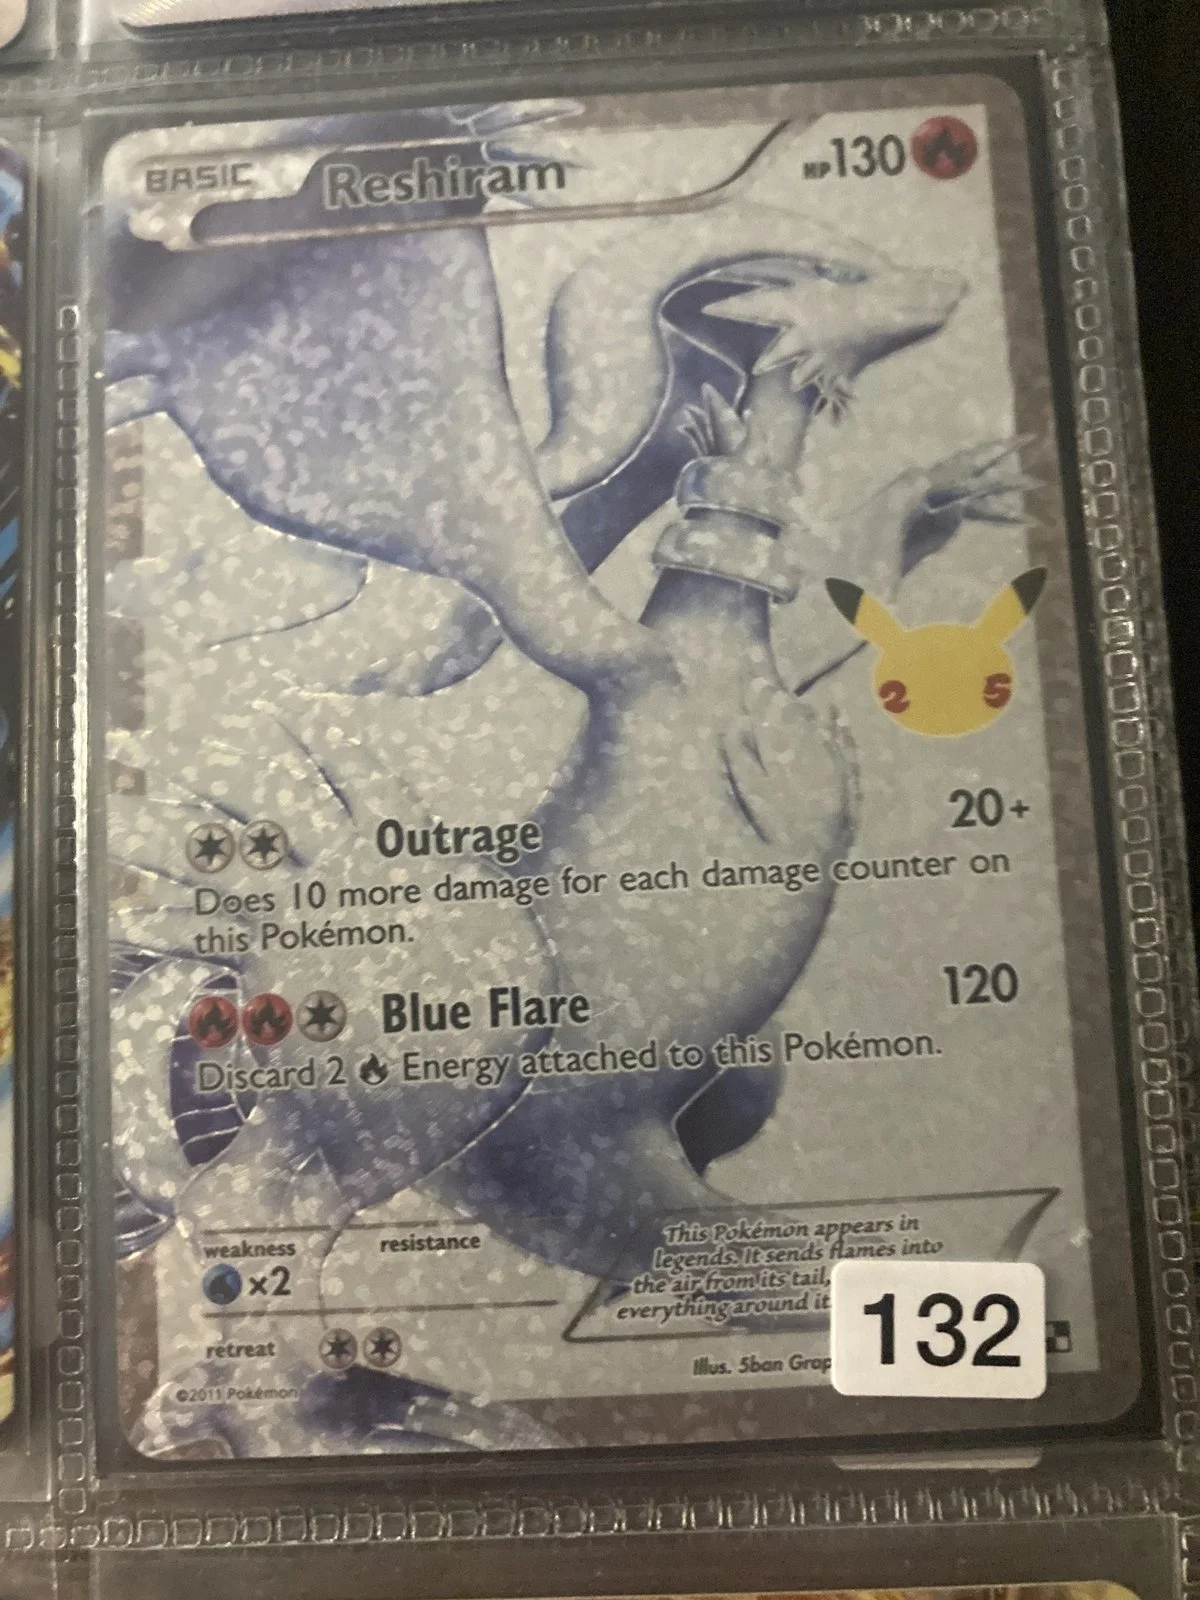 BASIC Reshiram HP130
2 5
Outrage 20+
Does 10 more damage for each damage counter on
this Pokémon.
Blue Flare 120
Discard 2 Energy attached to this Pokémon.
weakness resistance
×2
retreat
©2011 Pokémon
This Pokémon appears in
legends. It sends flames into
the air from its tail,
everything around it
Illus. 5ban Grap
132